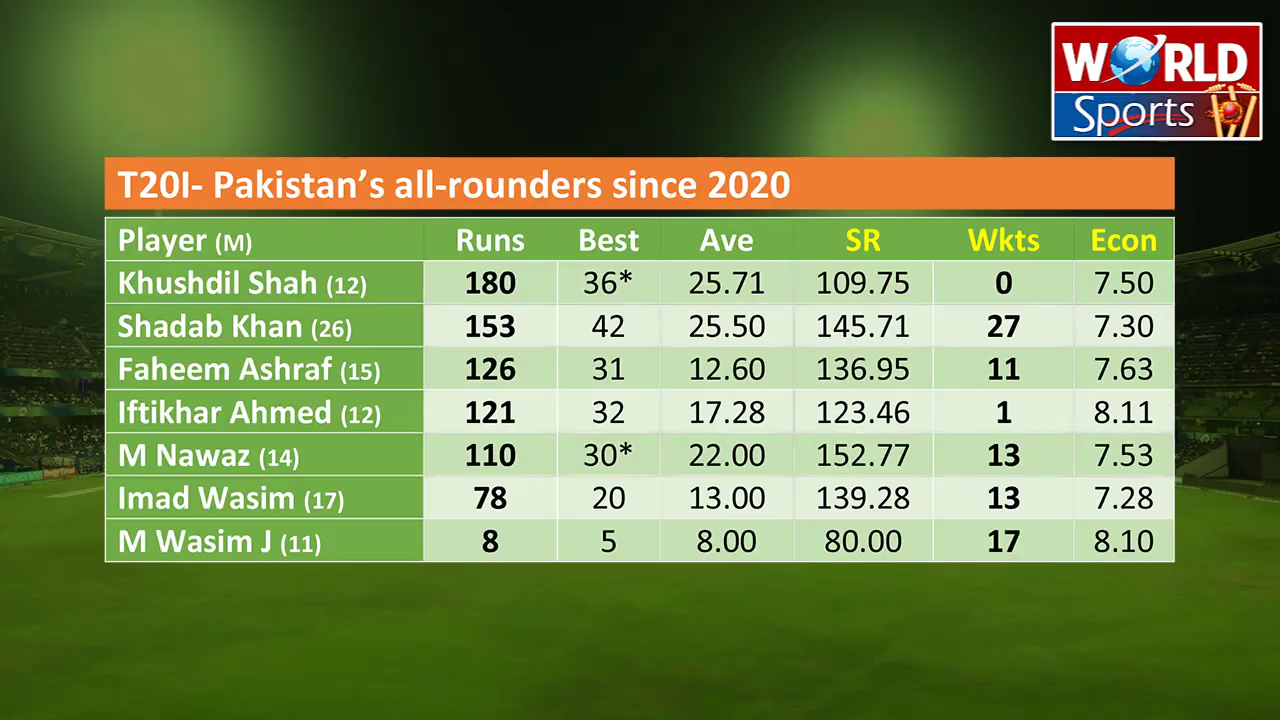 WORLD
Sports
T20I- Pakistan's all-rounders since 2020
Player (M) Runs Best Ave SR Wkts Econ
Khushdil Shah (12) 180 36* 25.71 109.75 0 7.50
Shadab Khan (26) 153 42 25.50 145.71 27 7.30
Faheem Ashraf (15) 126 31 12.60 136.95 11 7.63
Iftikhar Ahmed (12) 121 32 17.28 123.46 1 8.11
M Nawaz (14) 110 30* 22.00 152.77 13 7.53
Imad Wasim (17) 78 20 13.00 139.28 13 7.28
M Wasim J (11) 8 5 8.00 80.00 17 8.10